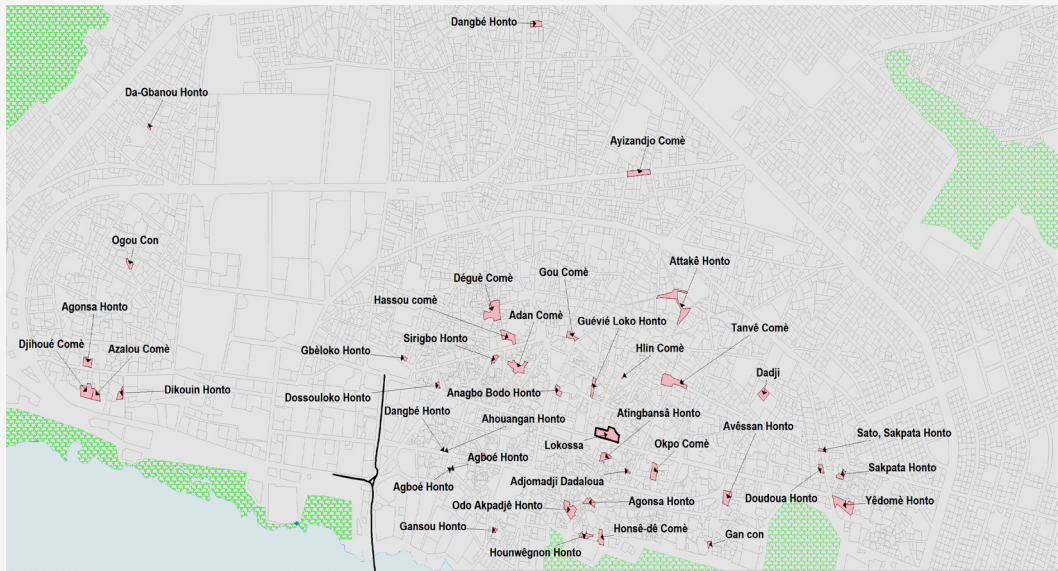 Dangbé Honto
Da-Gbanou Honto
Ayizandjo Comè
Ogou Con
Attakê Honto
Gou Comè
Déguè Comè
Hassou comè
Agonsa Honto
Adan Comè
Guévié Loko Honto
Tanvê Comè
Sirigbo Honto
Djihoué Comè
Azalou Comè
Gbèloko Honto
Hlin Comè
Dadji
Dikouin Honto
Anagbo Bodo Honto
Dossouloko Honto
Dangbé Honto
Atingbansâ Honto
Ahouangan Honto
Avêssan Honto
Sato, Sakpata Honto
Lokossa
Okpo Comè
Agboé Honto
Sakpata Honto
Adjomadji Dadaloua
Agboé Honto
Doudoua Honto
Agonsa Honto
Odo Akpadjê Honto
Yêdomè Honto
Gansou Honto
Honsê-dê Comè
Gan con
Hounwêgnon Honto